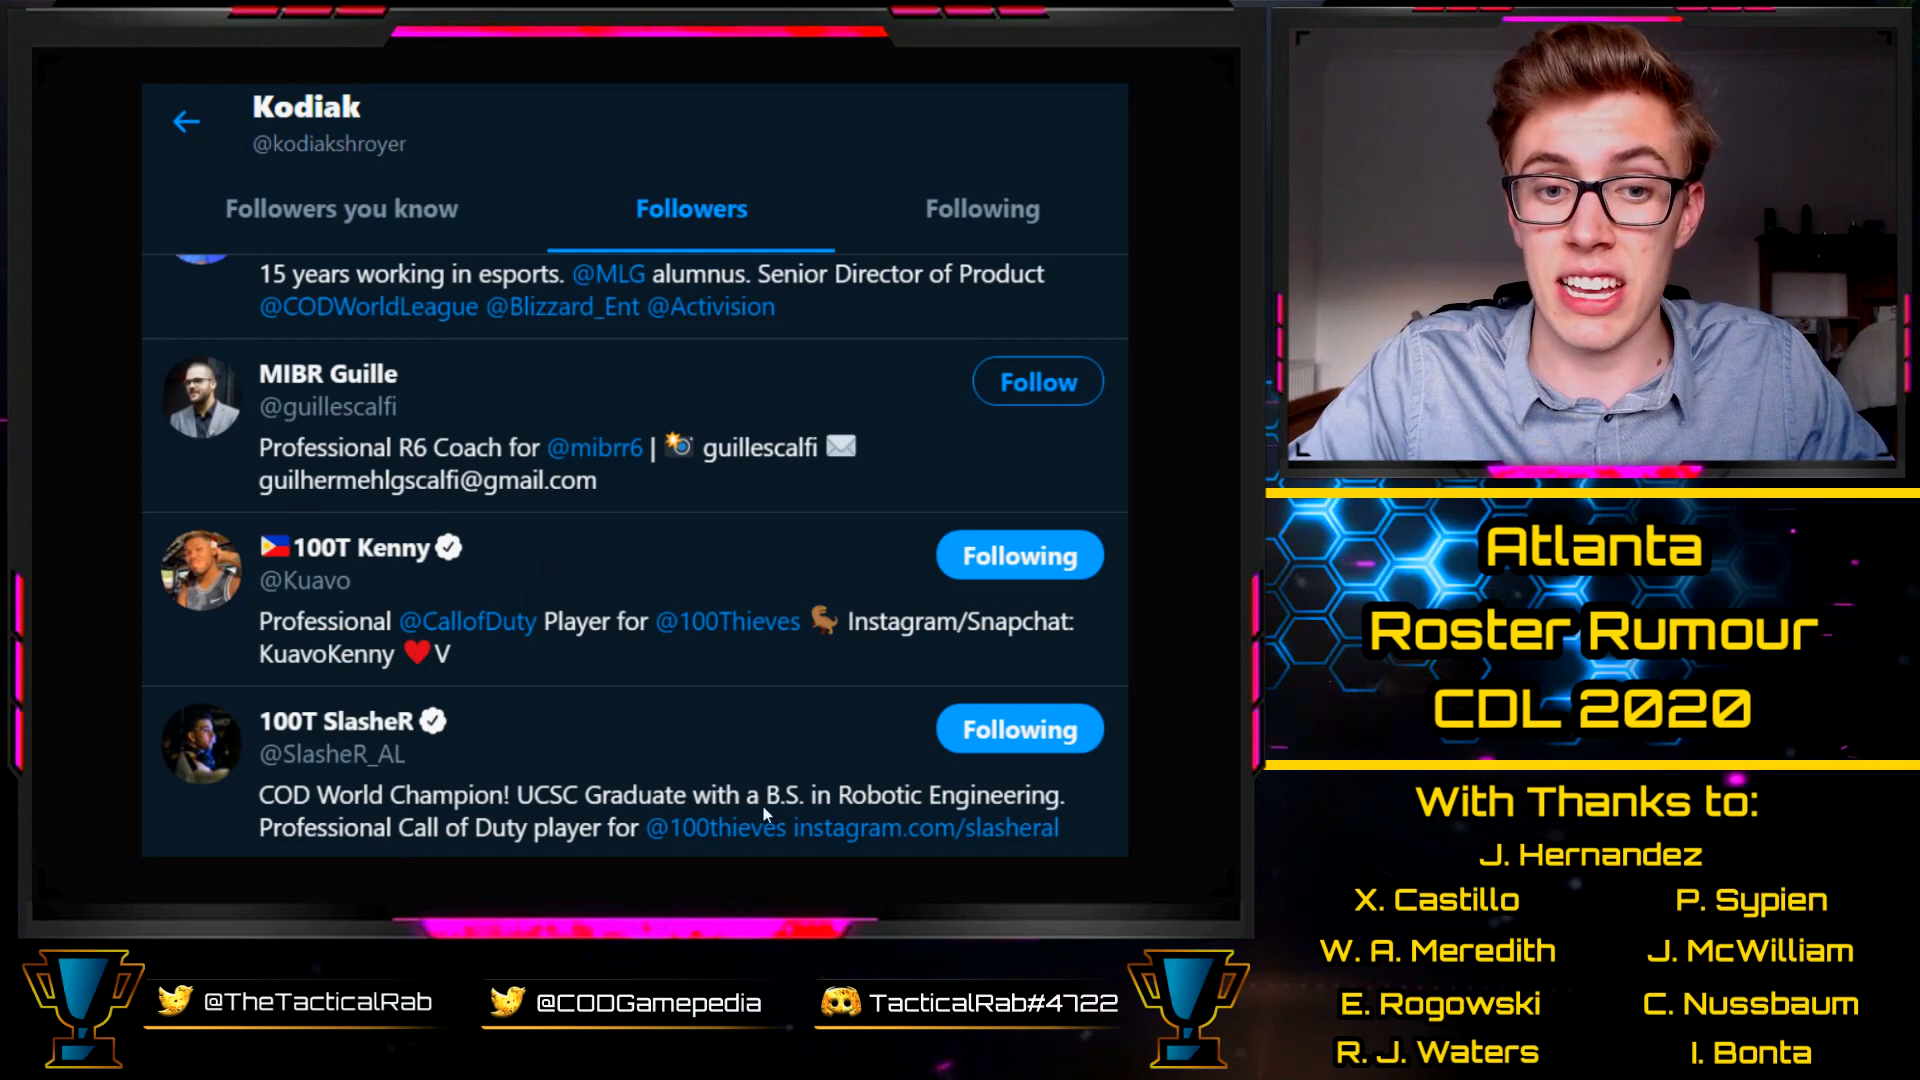 Kodiak
@kodiakshroyer
Followers you know
Followers
Following
15 years working in esports. @MLG alumnus. Senior Director of Product
@CODWorldLeague @Blizzard_Ent @Activision
MIBR Guille
@guillescalfi
Follow
Professional R6 Coach for @mibrr6 | 📸 guillescalfi ✉️
guilhermehlgscalfi@gmail.com
🇵🇭100T Kenny
@Kuavo
Following
Professional @CallofDuty Player for @100Thieves 🦖 Instagram/Snapchat:
KuavoKenny ❤️V
100T SlasheR
@SlasheR_AL
Following
COD World Champion! UCSC Graduate with a B.S. in Robotic Engineering.
Professional Call of Duty player for @100thieves instagram.com/slasheral
Atlanta
Roster Rumour
CDL 2020
With Thanks to:
J. Hernandez
X. Castillo
P. Sypien
W. A. Meredith
J. McWilliam
E. Rogowski
C. Nussbaum
R. J. Waters
I. Bonta
@TheTacticalRab
@CODGamepedia
TacticalRab#4722